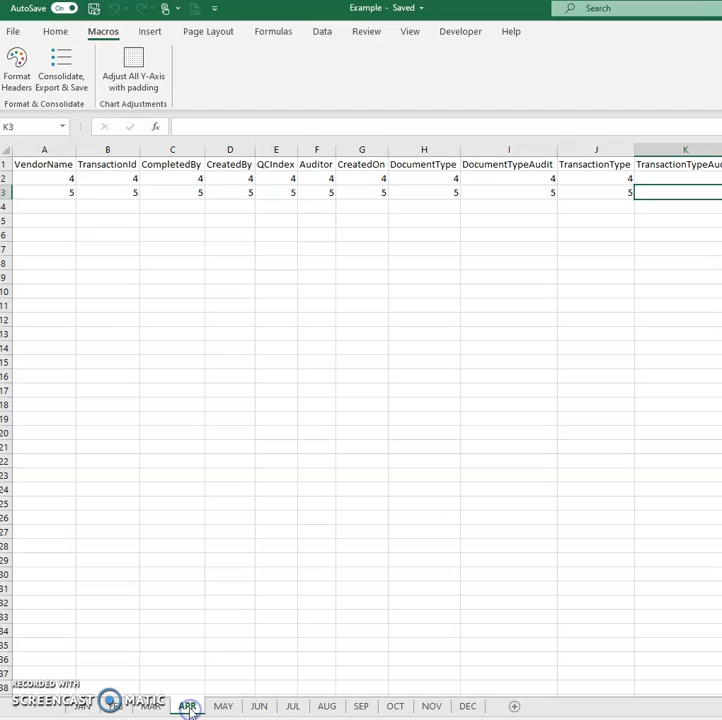 AutoSave On Example - Saved Search
File Home Macros Insert Page Layout Formulas Data Review View Developer Help
Format Headers Consolidate, Export & Save Adjust All Y-Axis with padding
Format & Consolidate Chart Adjustments
K3 fx
A B C D E F G H I J K
1 VendorName TransactionId CompletedBy CreatedBy QCIndex Auditor CreatedOn DocumentType DocumentTypeAudit TransactionType TransactionTypeAud
2 4 4 4 4 4 4 4 4 4 4
3 5 5 5 5 5 5 5 5 5 5
4
5
6
7
8
9
10
11
12
13
14
15
16
17
18
19
20
21
22
23
24
25
26
27
28
29
30
31
32
33
34
35
36
37
38
RECORDED WITH
SCREENCAST MATIC
JAN FEB MAR APR MAY JUN JUL AUG SEP OCT NOV DEC